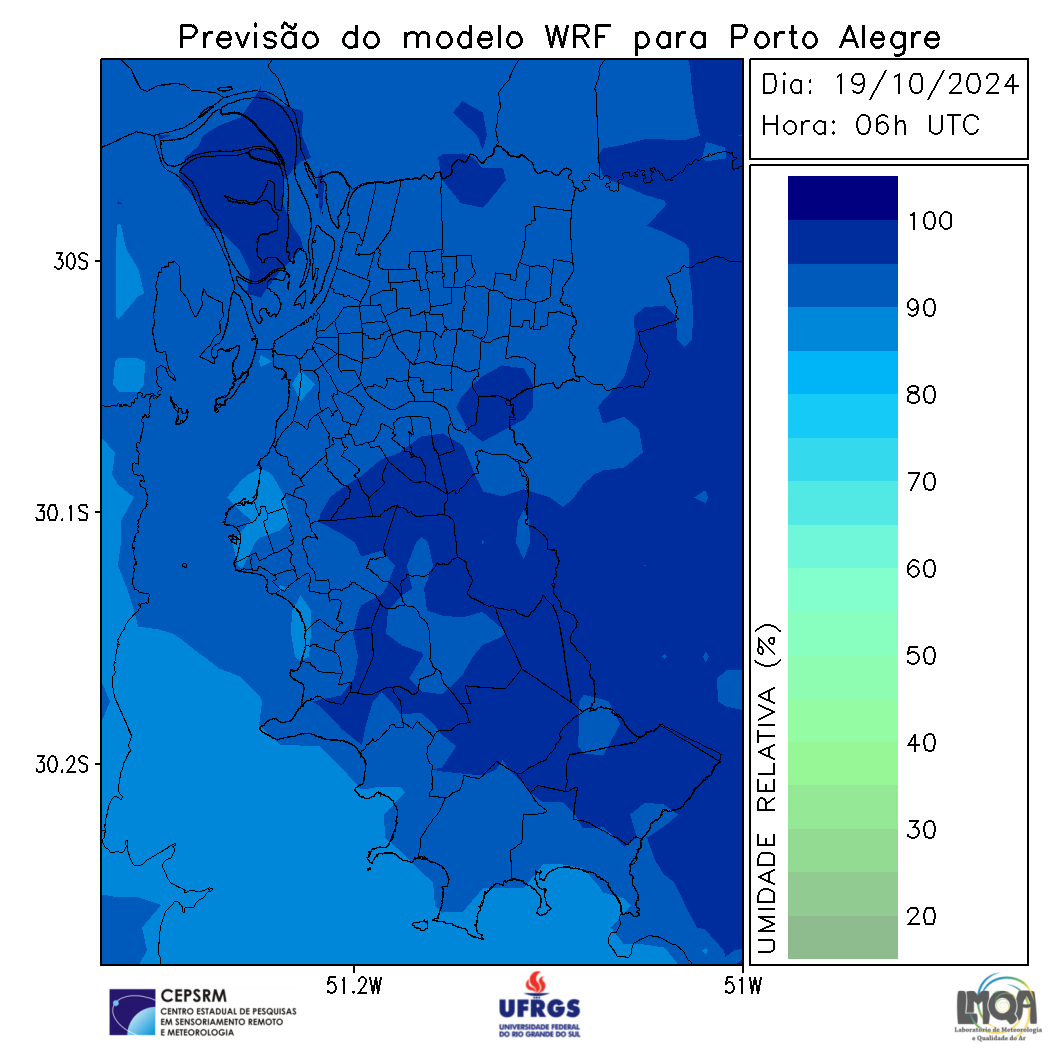 Previsão do modelo WRF para Porto Alegre
Dia: 19/10/2024
Hora: 06h UTC
30S
30.1S
30.2S
51.2W
51W
UMIDADE RELATIVA (%)
100
90
80
70
60
50
40
30
20
CEPSRM
CENTRO ESTADUAL DE PESQUISAS
EM SENSORIAMENTO REMOTO
E METEOROLOGIA
UFRGS
UNIVERSIDADE FEDERAL
DO RIO GRANDE DO SUL
LMQA
Laboratório de Meteorologia
e Qualidade do Ar